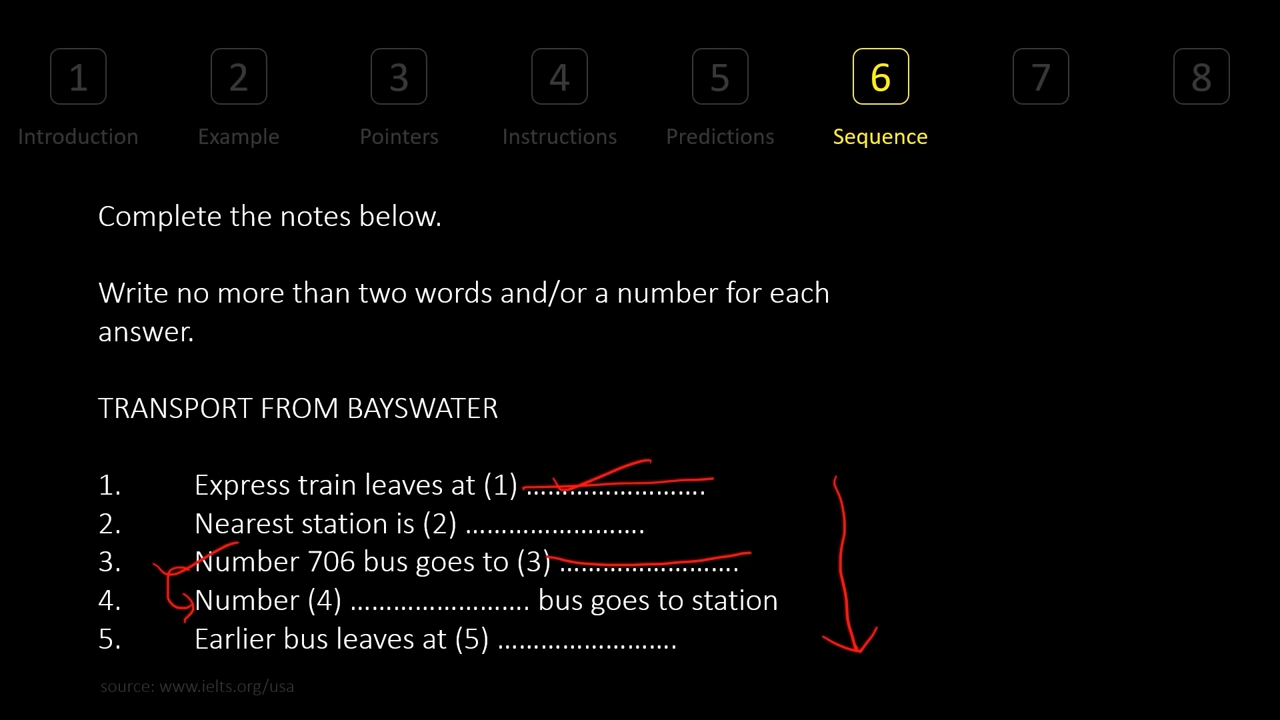 1 2 3 4 5 6 7 8
Introduction Example Pointers Instructions Predictions Sequence
Complete the notes below.
Write no more than two words and/or a number for each
answer.
TRANSPORT FROM BAYSWATER
1. Express train leaves at (1) …………………….
2. Nearest station is (2) …………………….
3. Number 706 bus goes to (3) …………………….
4. Number (4) ……………………. bus goes to station
5. Earlier bus leaves at (5) …………………….
source: www.ielts.org/usa